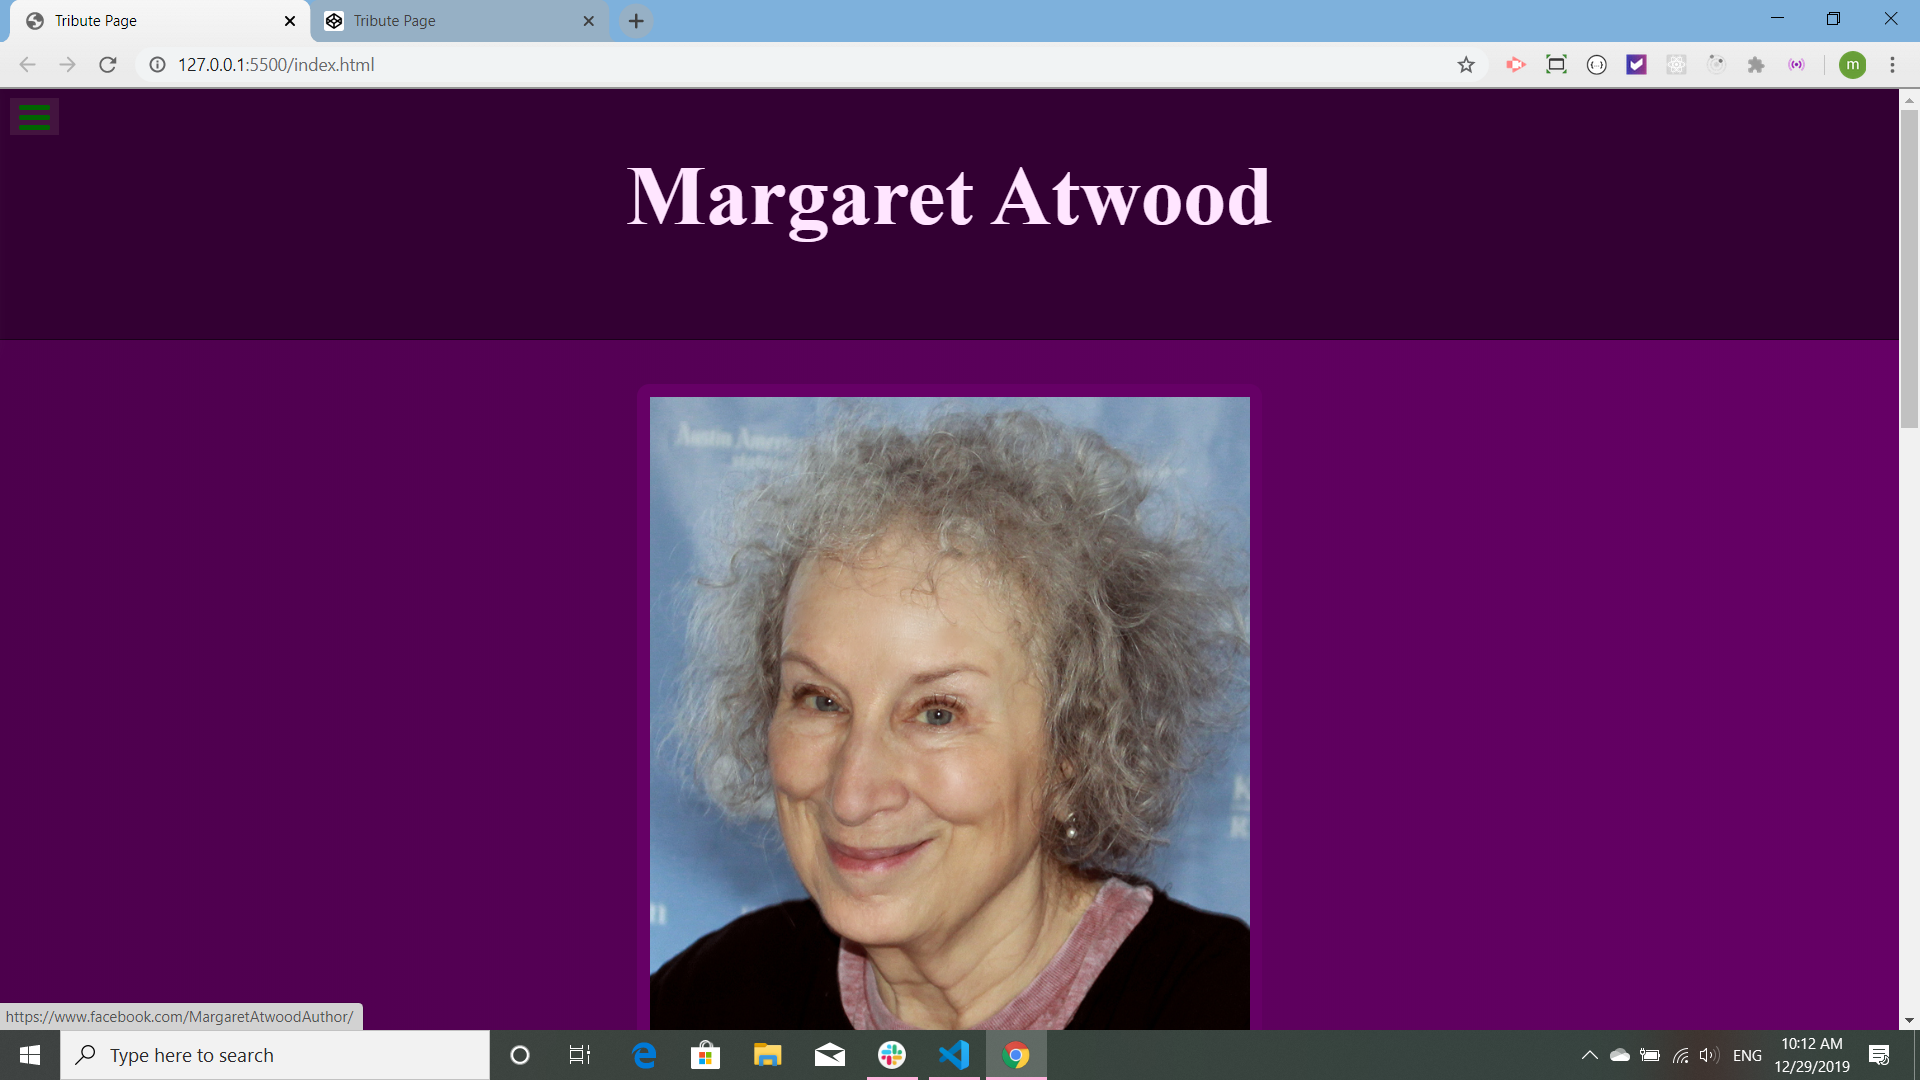 Tribute Page
Tribute Page
127.0.0.1:5500/index.html
m
Margaret Atwood
Austin
https://www.facebook.com/MargaretAtwoodAuthor/
Type here to search
ENG
10:12 AM
12/29/2019